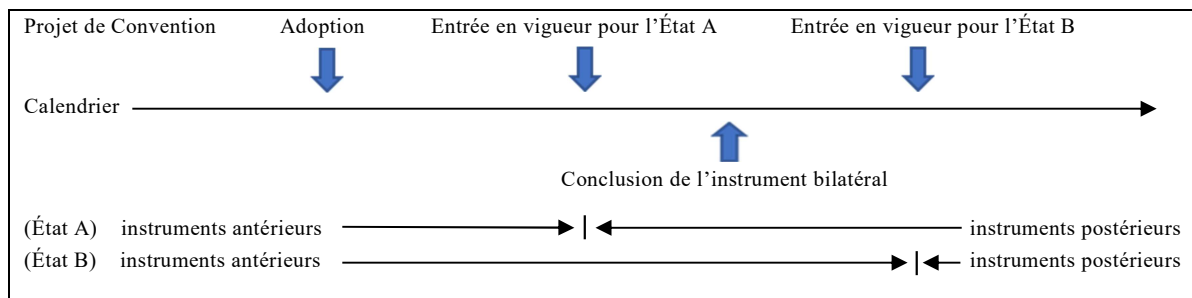 Projet de Convention Adoption Entrée en vigueur pour l’État A Entrée en vigueur pour l’État B
Calendrier
Conclusion de l’instrument bilatéral
(État A) instruments antérieurs instruments postérieurs
(État B) instruments antérieurs instruments postérieurs